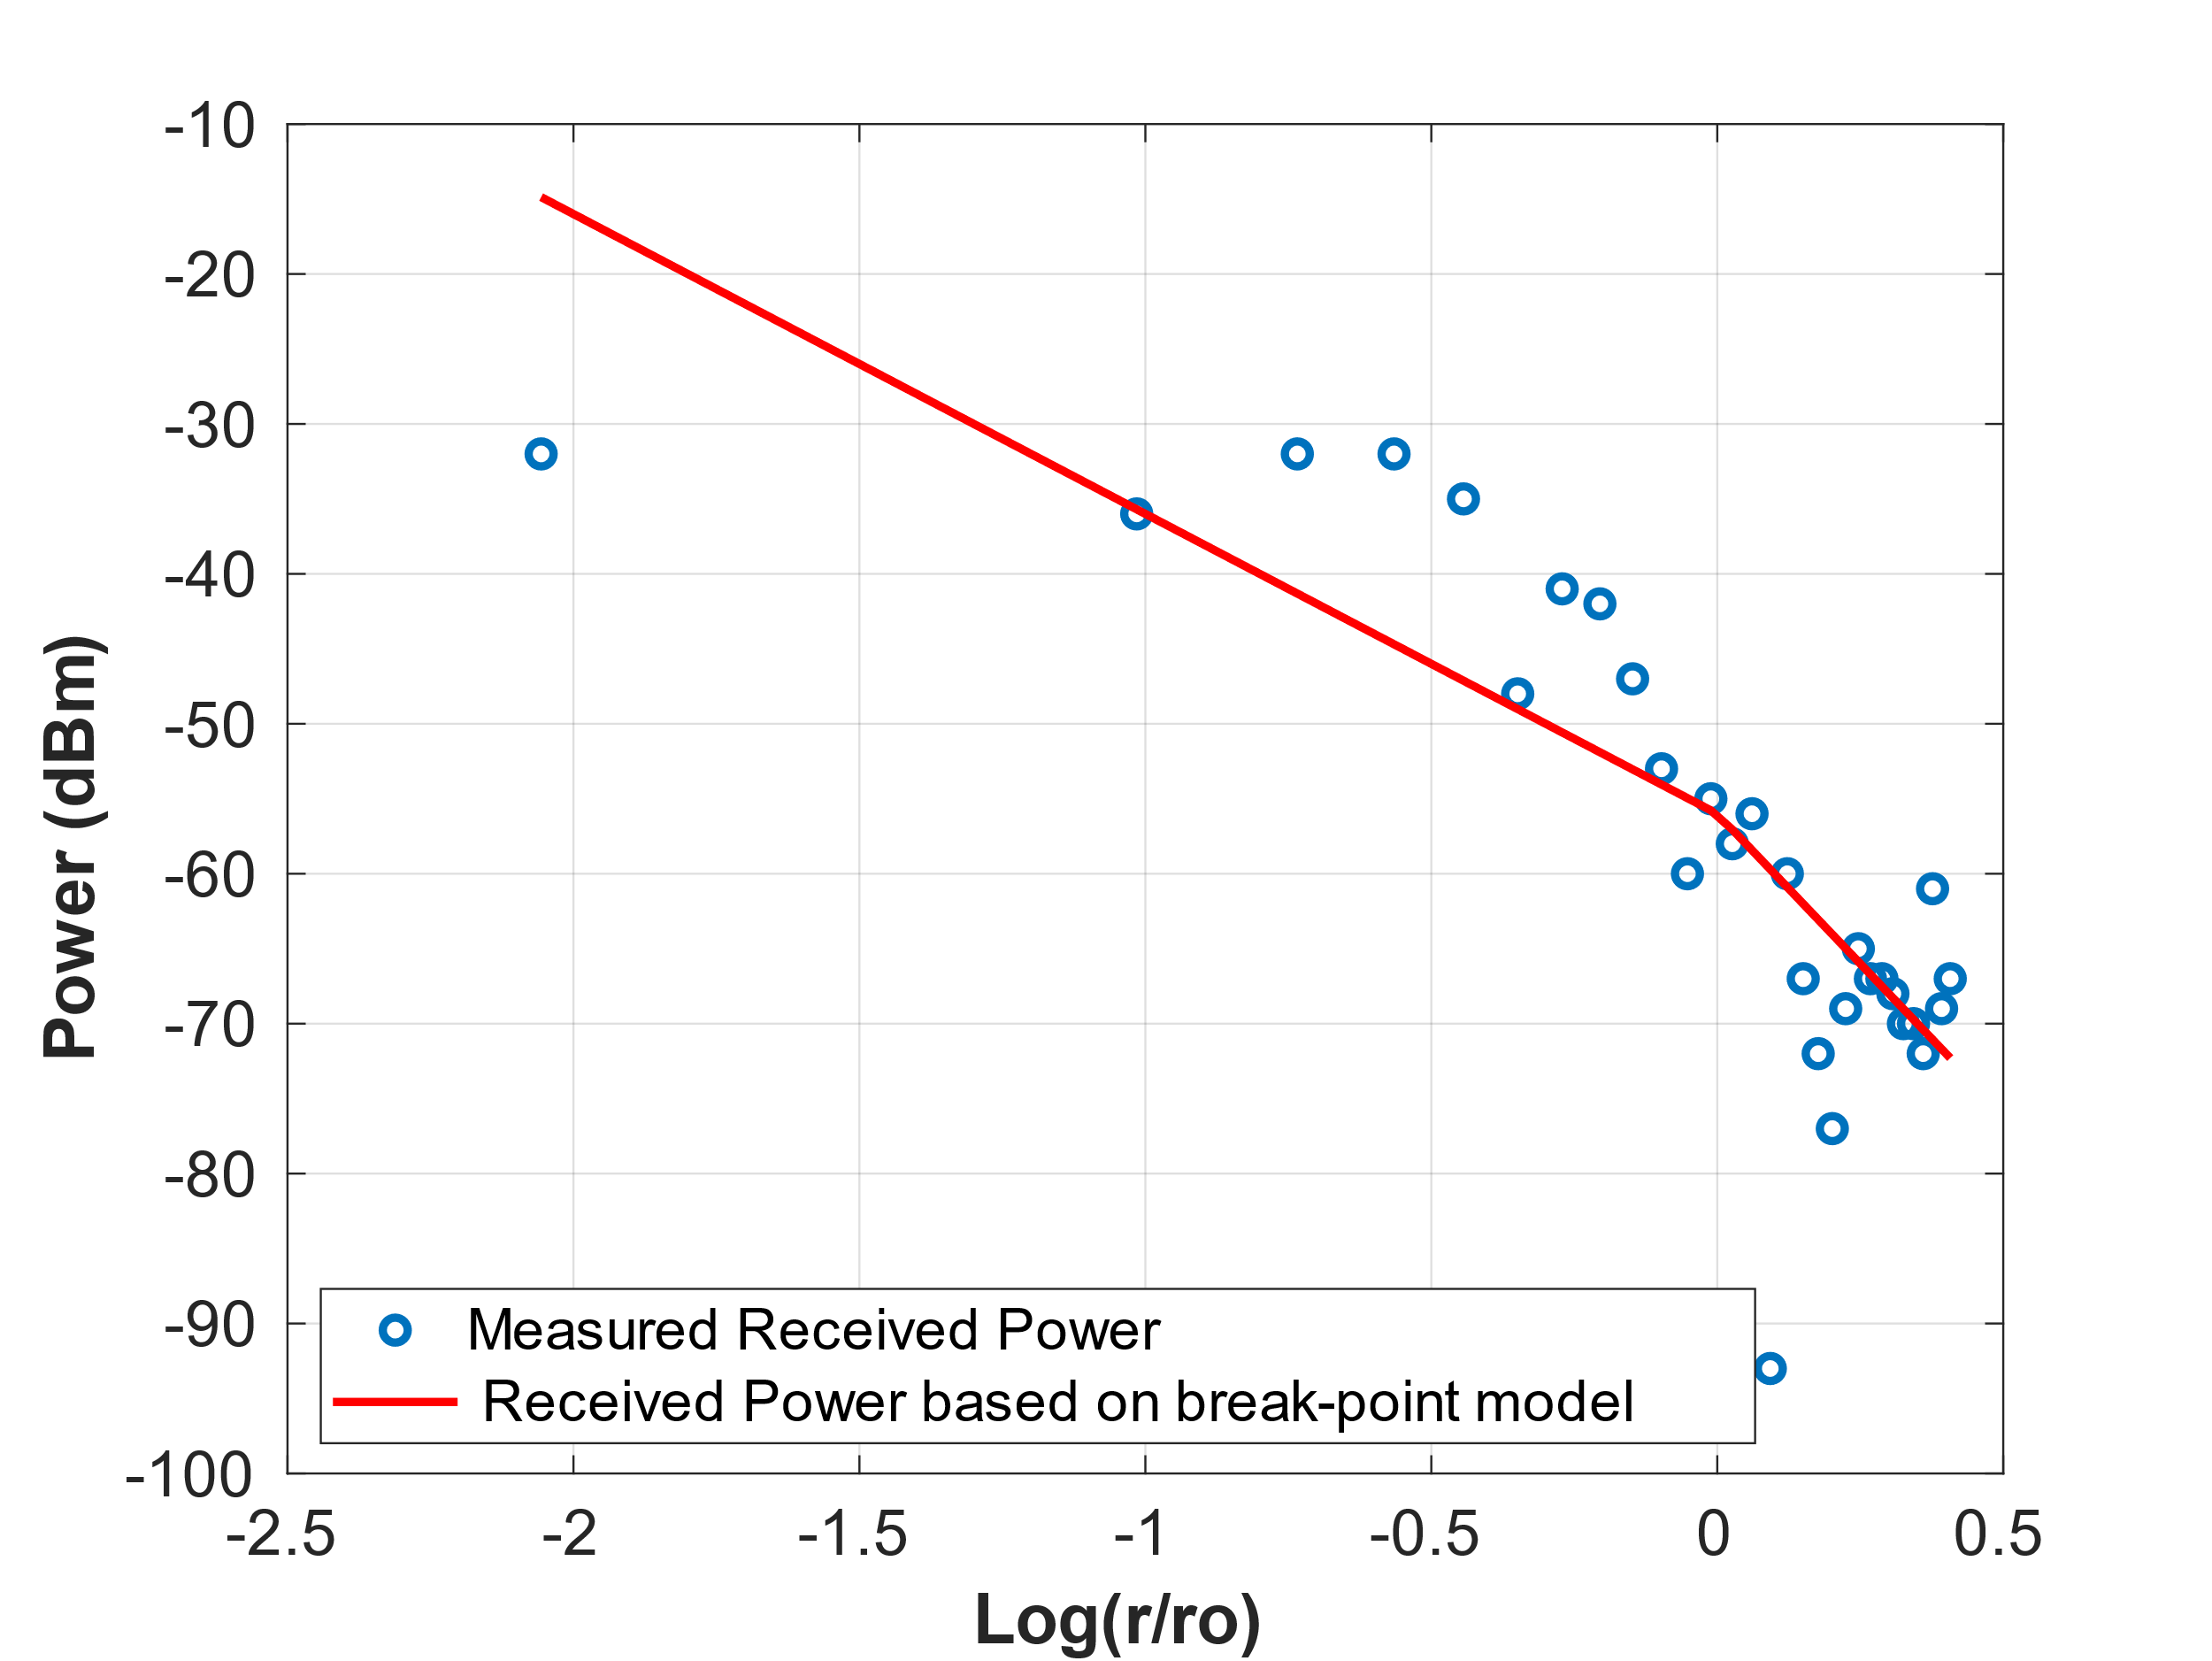 -10
-20
-30
-40
-50
-60
-70
-80
-90
-100
Power (dBm)
Measured Received Power
Received Power based on break-point model
-2.5 -2 -1.5 -1 -0.5 0 0.5
Log(r/ro)